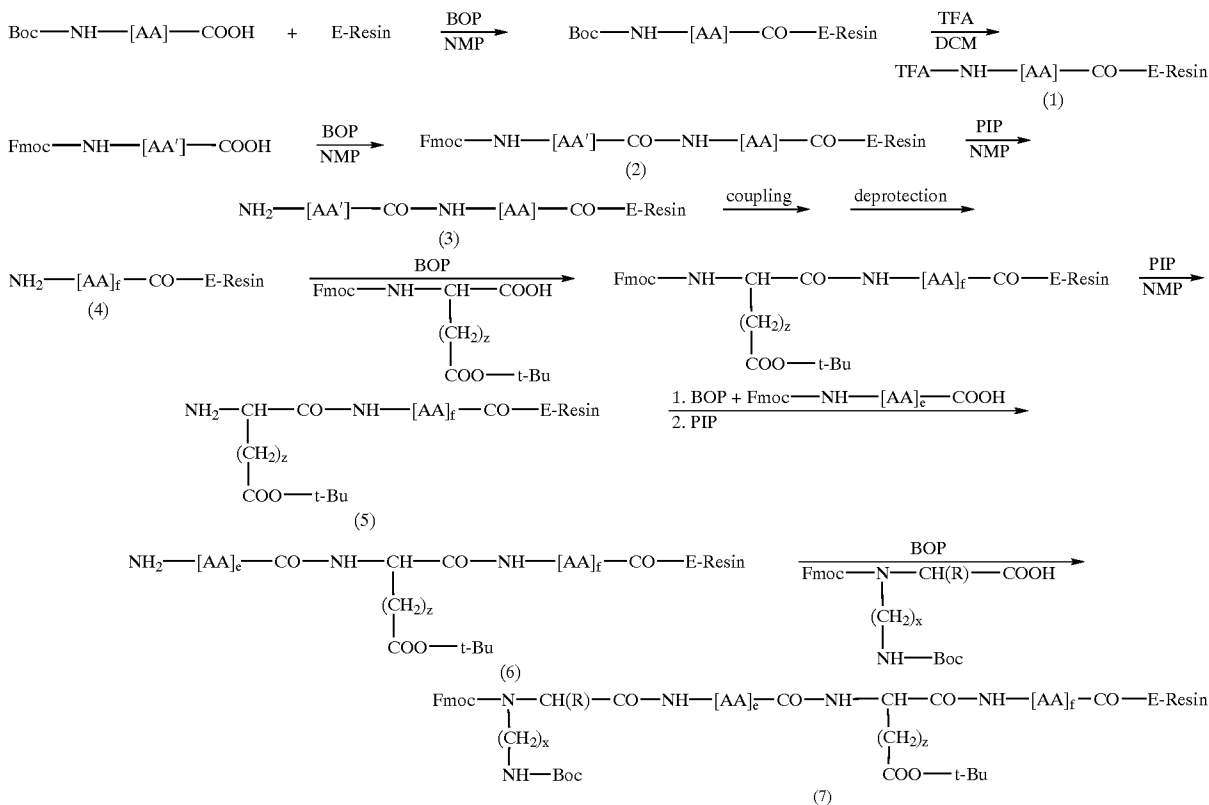 Boc—NH—[AA]—COOH + E-Resin BOP NMP Boc—NH—[AA]—CO—E-Resin TFA DCM
TFA—NH—[AA]—CO—E-Resin
(1)
Fmoc—NH—[AA']—COOH BOP NMP Fmoc—NH—[AA']—CO—NH—[AA]—CO—E-Resin PIP NMP
(2)
NH2—[AA']—CO—NH—[AA]—CO—E-Resin coupling deprotection
(3)
NH2—[AA]f—CO—E-Resin BOP Fmoc—NH—CH—CO—NH—[AA]f—CO—E-Resin PIP NMP
(4)
Fmoc—NH—CH—COOH
(CH2)z (CH2)z
COO—t-Bu COO—t-Bu
NH2—CH—CO—NH—[AA]f—CO—E-Resin 1. BOP + Fmoc—NH—[AA]e—COOH
2. PIP
(CH2)z
COO—t-Bu
(5)
NH2—[AA]e—CO—NH—CH—CO—NH—[AA]f—CO—E-Resin BOP
Fmoc—N—CH(R)—COOH
(CH2)z (CH2)x
COO—t-Bu NH—Boc
(6)
Fmoc—N—CH(R)—CO—NH—[AA]e—CO—NH—CH—CO—NH—[AA]f—CO—E-Resin
(CH2)x (CH2)z
NH—Boc COO—t-Bu
(7)